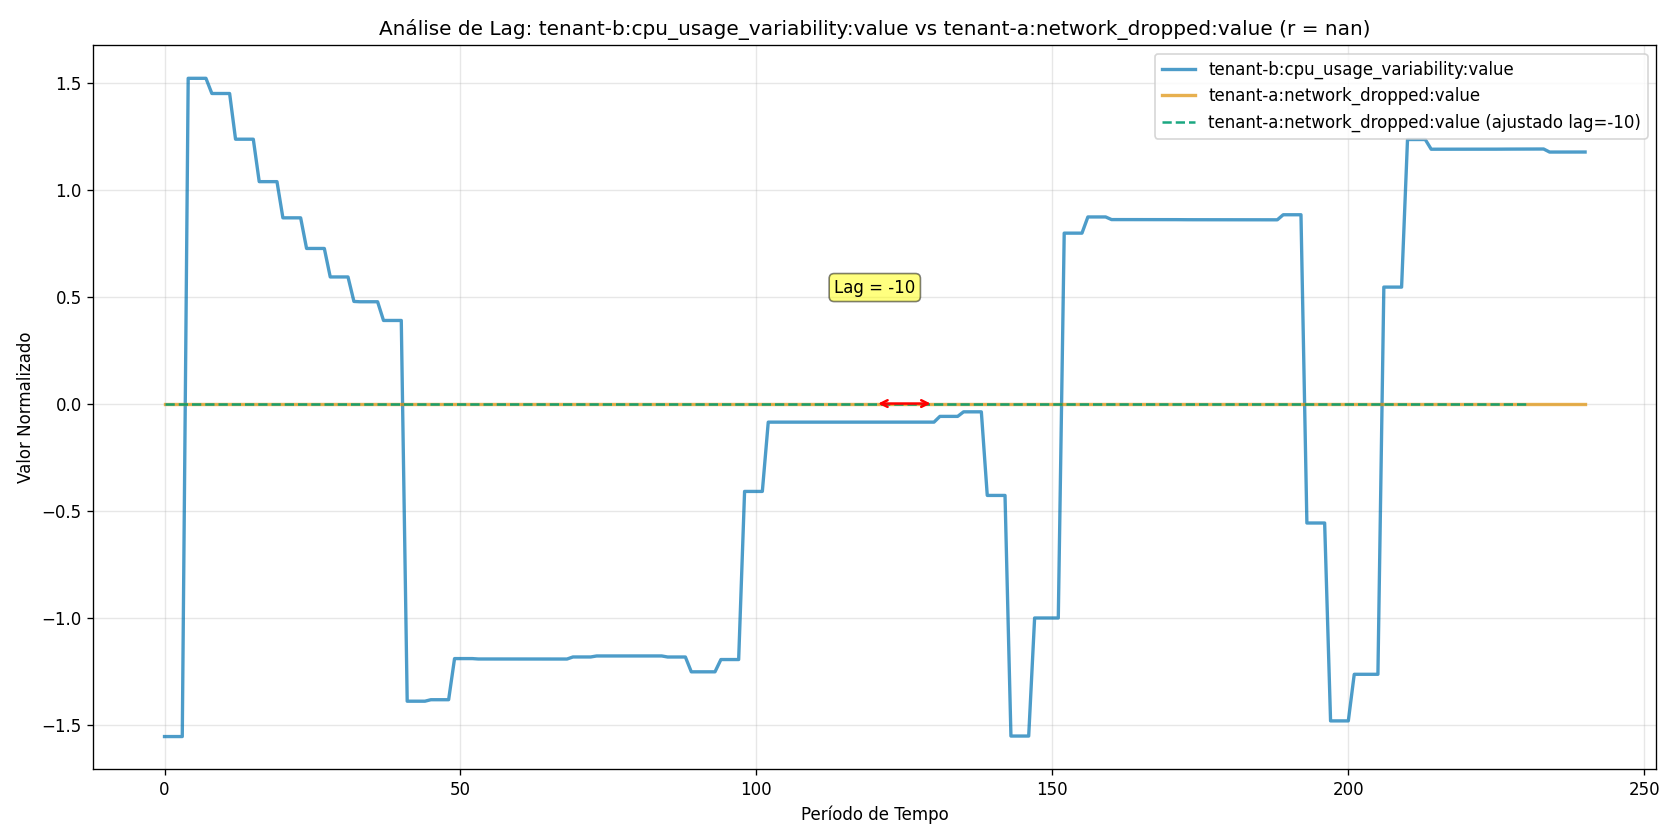 Análise de Lag: tenant-b:cpu_usage_variability:value vs tenant-a:network_dropped:value (r = nan)
tenant-b:cpu_usage_variability:value
tenant-a:network_dropped:value
tenant-a:network_dropped:value (ajustado lag=-10)
Lag = -10
Valor Normalizado
1.5
1.0
0.5
0.0
−0.5
−1.0
−1.5
0
50
100
150
200
250
Período de Tempo